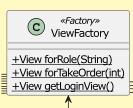 C
«Factory»
ViewFactory
+View forRole(String)
+View forTakeOrder(int)
+View getLoginView()